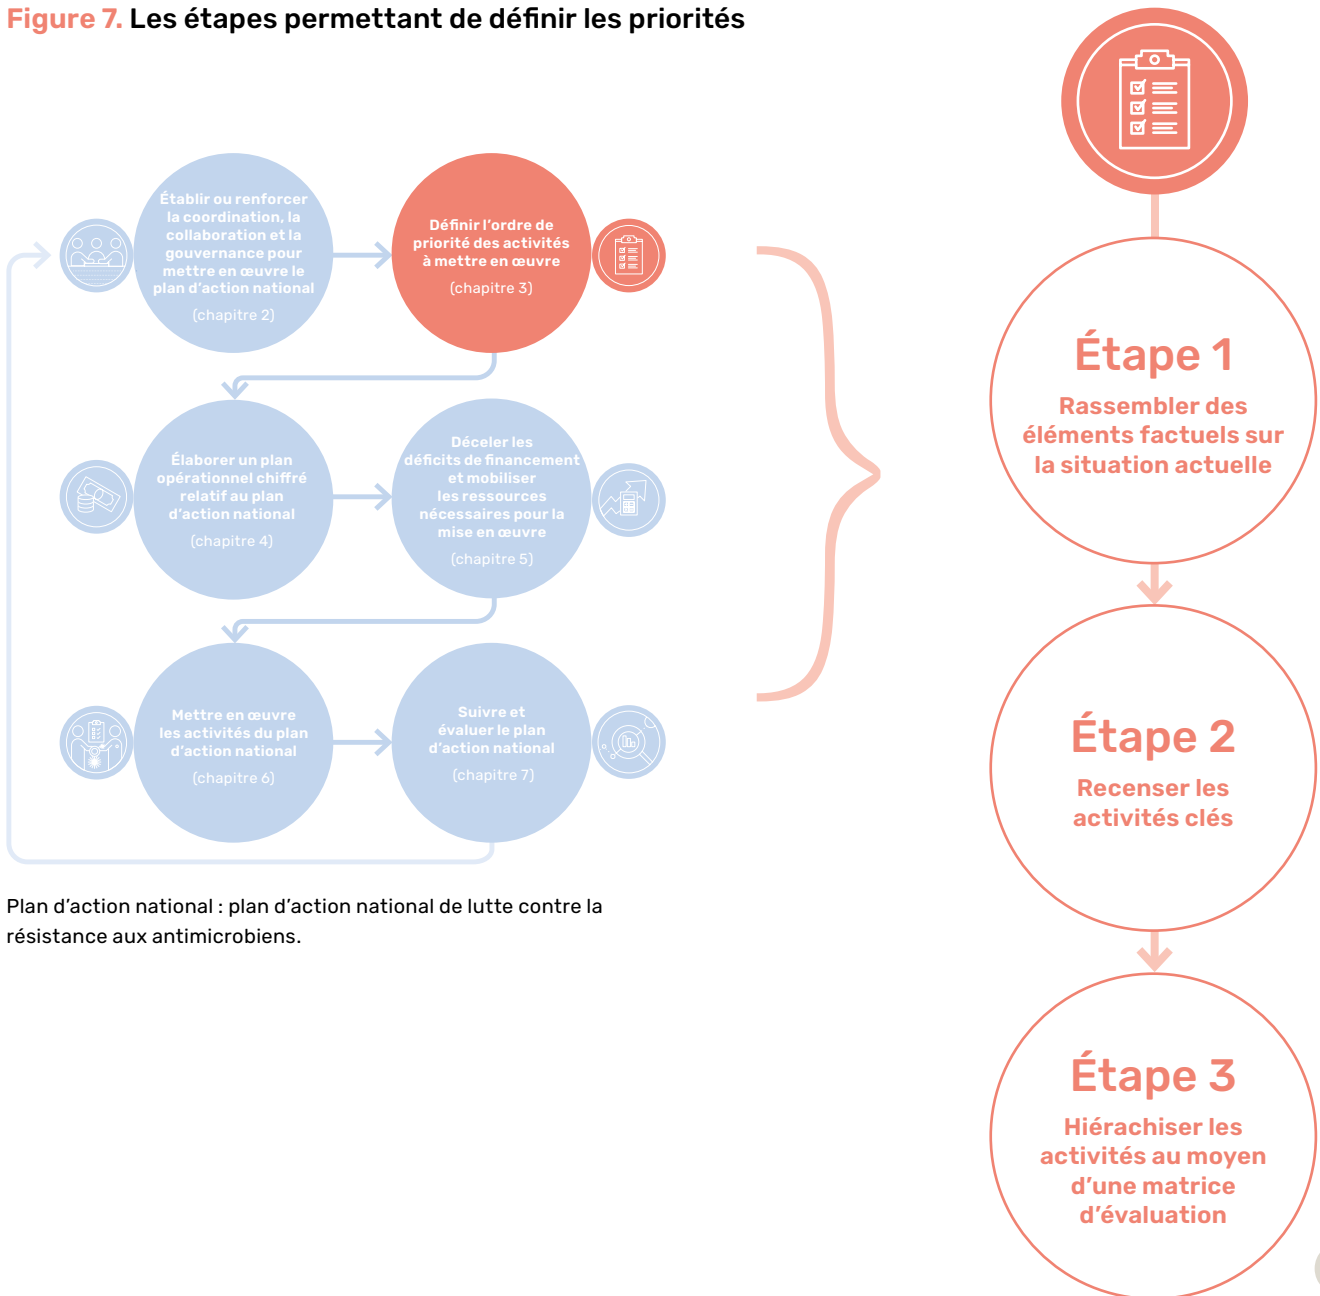 Figure 7. Les étapes permettant de définir les priorités
Établir ou renforcer
la coordination, la
collaboration et la
gouvernance pour
mettre en œuvre le
plan d’action national
(chapitre 2)
Définir l’ordre de
priorité des activités
à mettre en œuvre
(chapitre 3)
Élaborer un plan
opérationnel chiffré
relatif au plan
d’action national
(chapitre 4)
Déceler les
déficits de financement
et mobiliser
les ressources
nécessaires pour la
mise en œuvre
(chapitre 5)
Mettre en œuvre
les activités du plan
d’action national
(chapitre 6)
Suivre et
évaluer le plan
d’action national
(chapitre 7)
Plan d’action national : plan d’action national de lutte contre la
résistance aux antimicrobiens.
Étape 1
Rassembler des
éléments factuels sur
la situation actuelle
Étape 2
Recenser les
activités clés
Étape 3
Hiérachiser les
activités au moyen
d’une matrice
d’évaluation